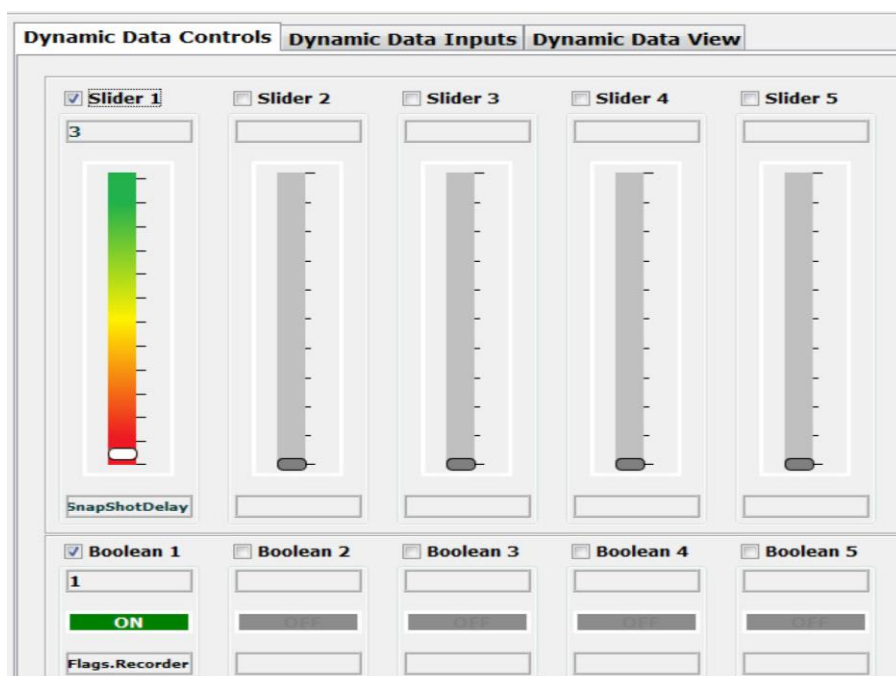 Dynamic Data Controls Dynamic Data Inputs Dynamic Data View
Slider 1 Slider 2 Slider 3 Slider 4 Slider 5
3
SnapShotDelay
Boolean 1 Boolean 2 Boolean 3 Boolean 4 Boolean 5
1
ON OFF OFF OFF OFF
Flags.Recorder